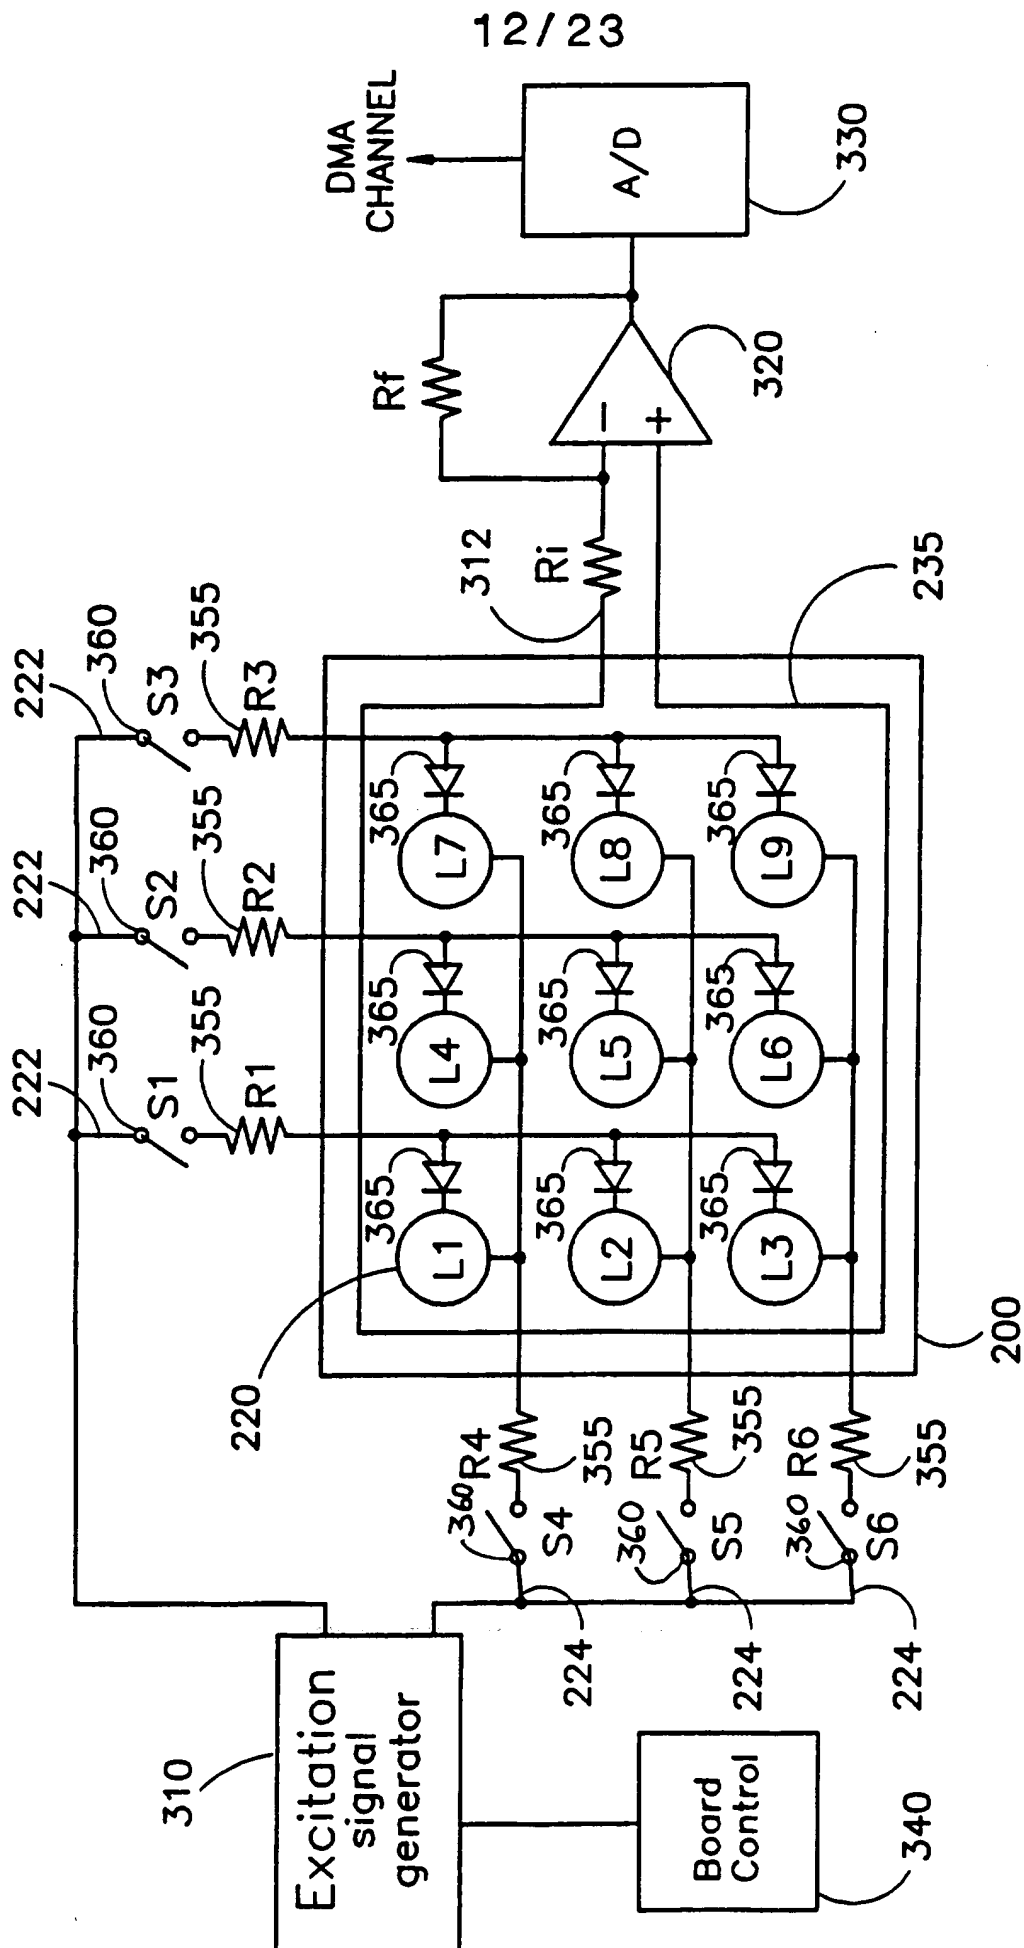 12/23
DMA
CHANNEL
A/D
330
Rf
320
312
Ri
235
222
360
S3
355
R3
222
360
S2
355
R2
222
360
S1
355
R1
365
L7
365
L8
365
L9
365
L4
365
L5
365
L6
365
L1
365
L2
365
L3
−
+
220
200
R4
355
360
S4
224
R5
355
360
S5
224
R6
355
360
S6
224
310
Excitation
signal
generator
Board
Control
340